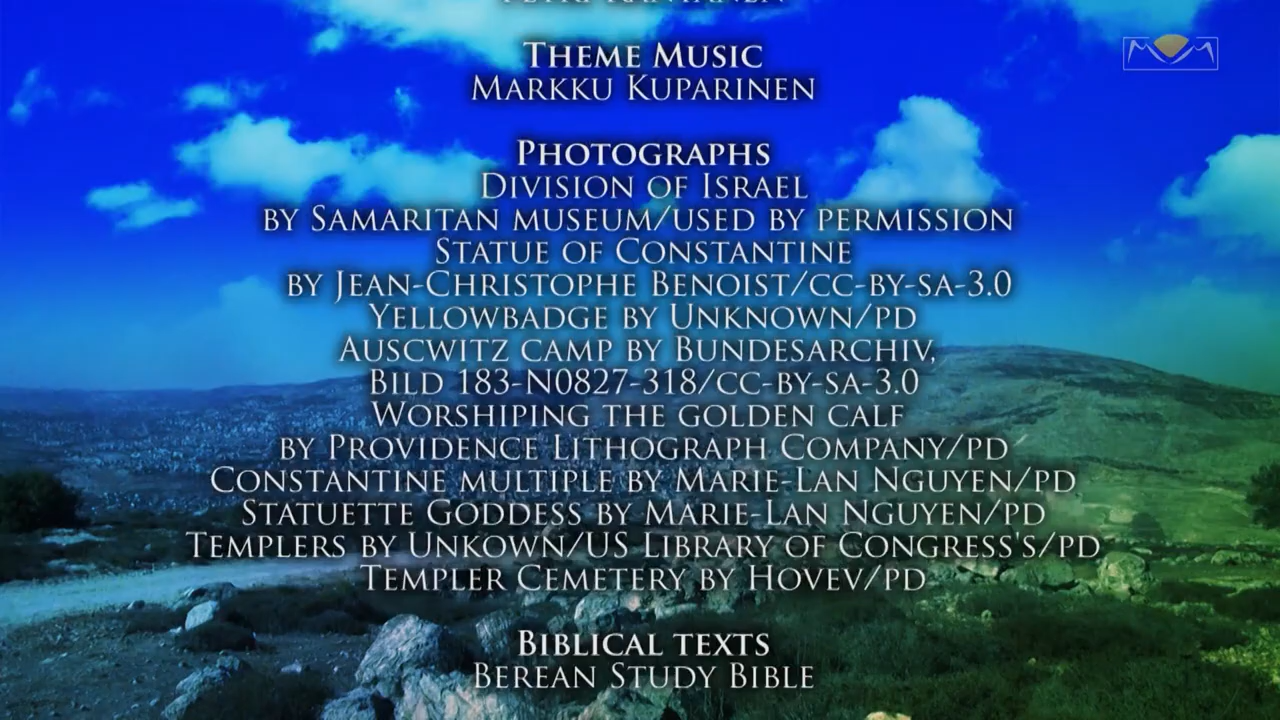 Theme Music
Markku Kuparinen
Photographs
Division of Israel
by Samaritan museum/used by permission
Statue of Constantine
by Jean-Christophe Benoist/cc-by-sa-3.0
Yellowbadge by Unknown/pd
Auscwitz camp by Bundesarchiv,
Bild 183-N0827-318/cc-by-sa-3.0
Worshiping the golden calf
by Providence Lithograph Company/pd
Constantine multiple by Marie-Lan Nguyen/pd
Statuette Goddess by Marie-Lan Nguyen/pd
Templers by Unkown/US Library of Congress's/pd
Templer Cemetery by Hovev/pd
Biblical texts
Berean Study Bible